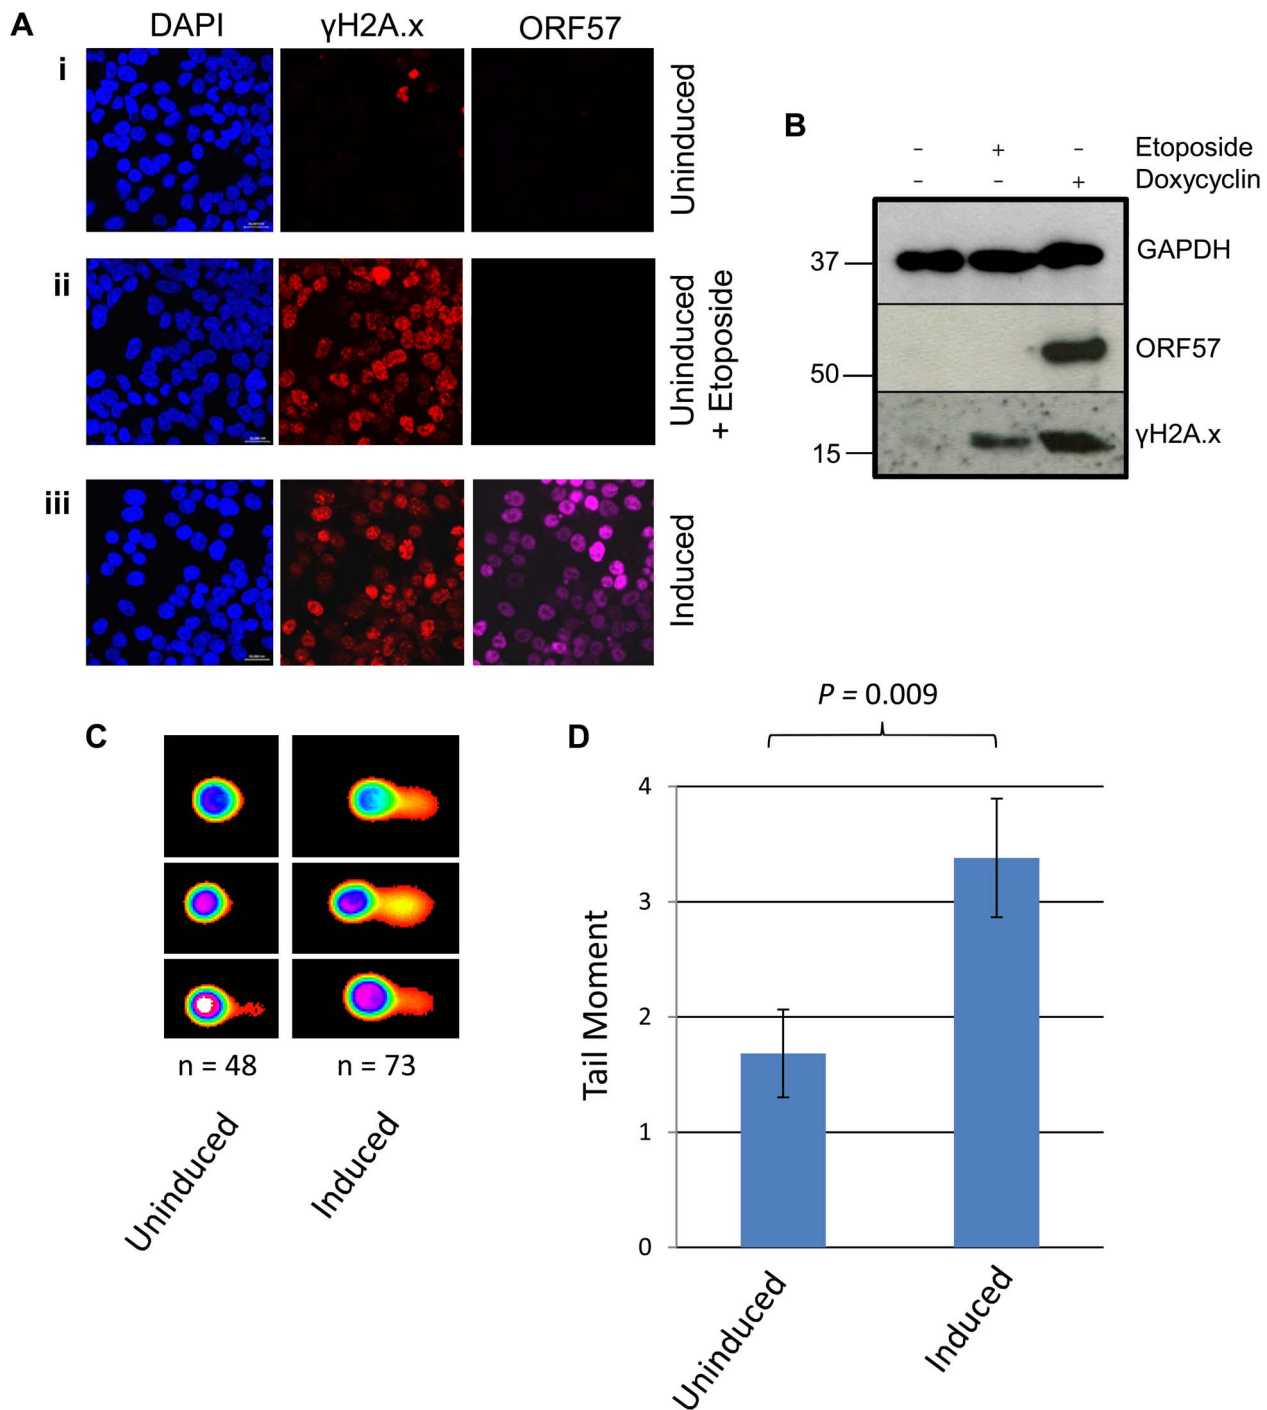 A
DAPI
γH2A.x
ORF57
i
Uninduced
ii
Uninduced
+ Etoposide
iii
Induced
B
- + - Etoposide
- - + Doxycyclin
37
GAPDH
ORF57
50
γH2A.x
15
C
n = 48
n = 73
Uninduced
Induced
D
P = 0.009
4
3
2
1
0
Tail Moment
Uninduced
Induced